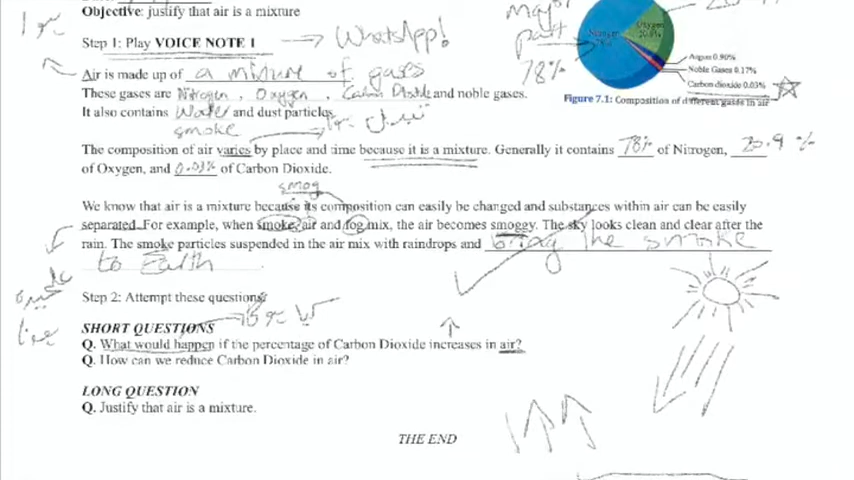 Objective: justify that air is a mixture
major
part
78%
Step 1: Play VOICE NOTE 1 → WhatsApp!
Air is made up of a mixture of gases
These gases are Nitrogen, Oxygen, Carbon Dioxide and noble gases.
It also contains Water and dust particles.
smoke
Nitrogen
78%
Oxygen
20.9%
Argon 0.90%
Noble Gases 0.17%
Carbon dioxide 0.03%
Figure 7.1: Composition of different gases in air
The composition of air varies by place and time because it is a mixture. Generally it contains 78% of Nitrogen, 20.9 %
of Oxygen, and 0.03% of Carbon Dioxide.
smog
We know that air is a mixture because its composition can easily be changed and substances within air can be easily
separated. For example, when smoke, air and fog mix, the air becomes smoggy. The sky looks clean and clear after the
rain. The smoke particles suspended in the air mix with raindrops and bring the smoke
to Earth
Step 2: Attempt these questions:
SHORT QUESTIONS
Q. What would happen if the percentage of Carbon Dioxide increases in air?
Q. How can we reduce Carbon Dioxide in air?
LONG QUESTION
Q. Justify that air is a mixture.
THE END